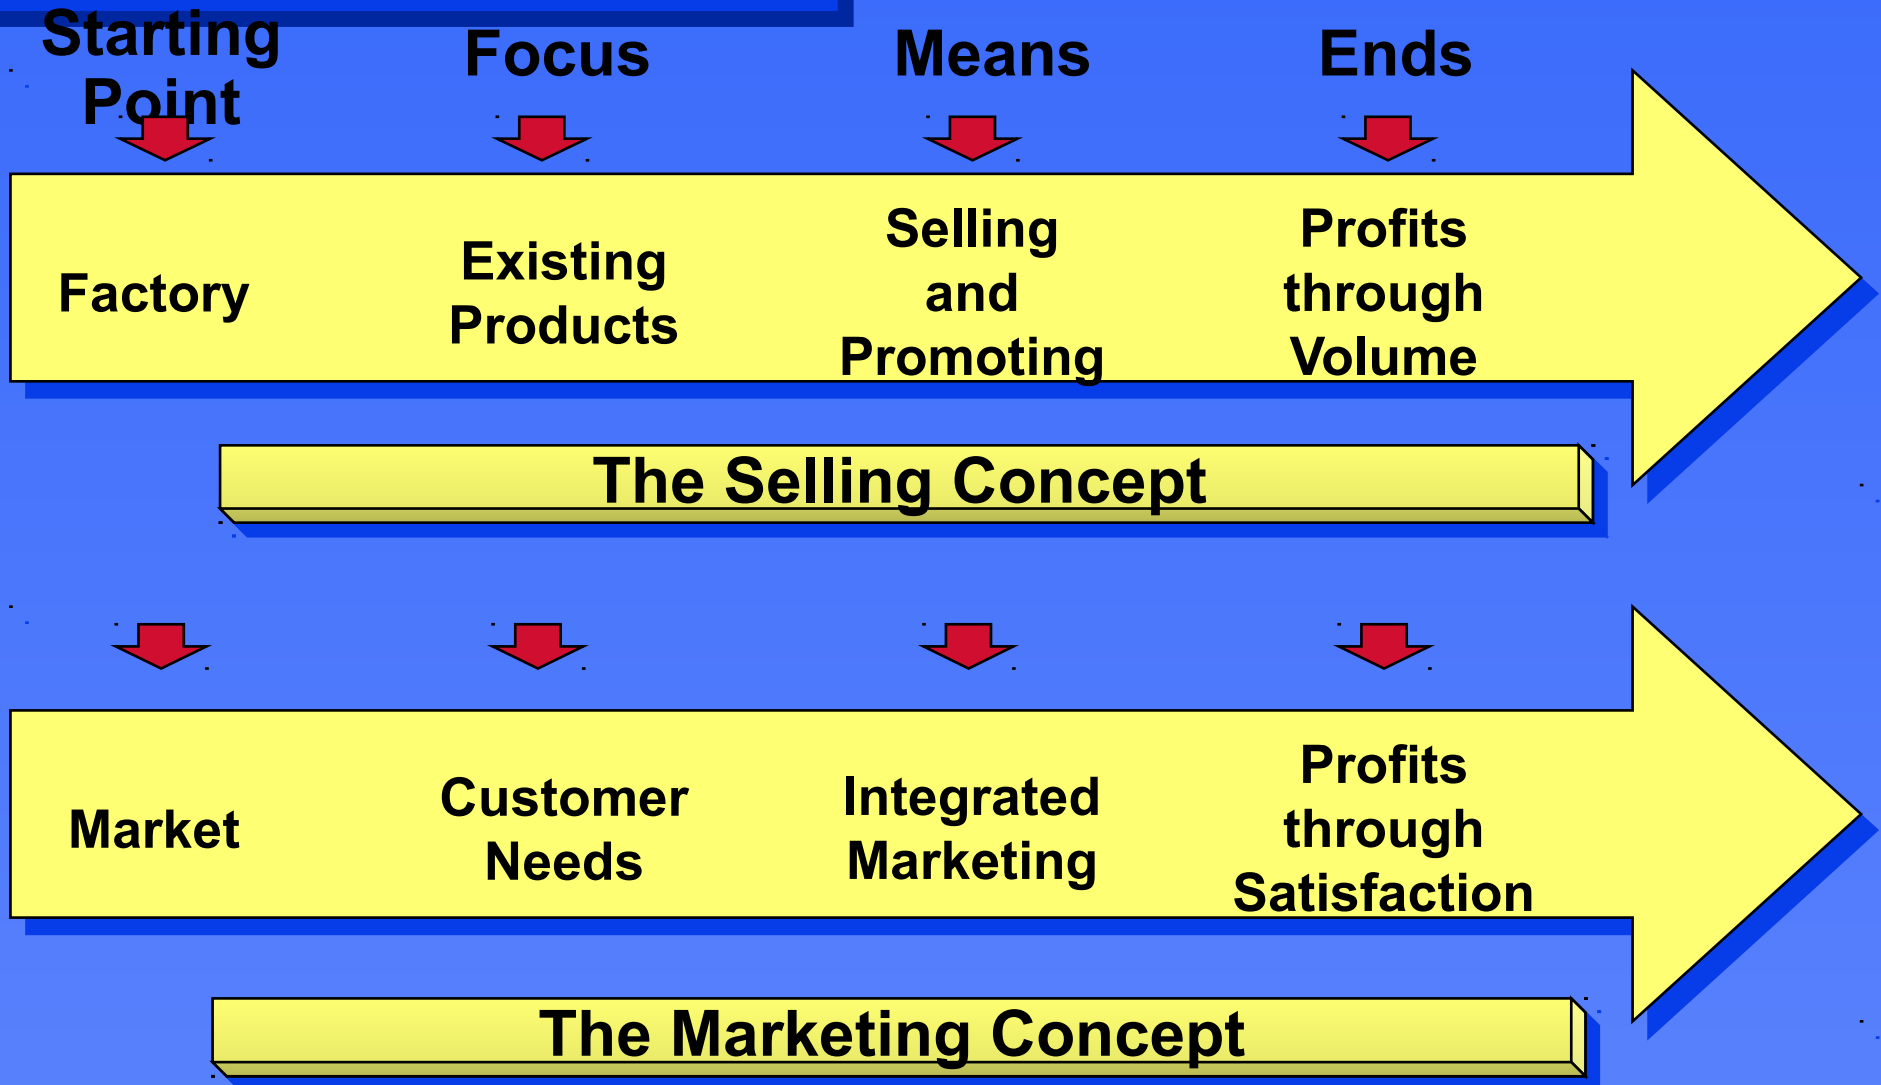 Starting
Point
Focus
Means
Ends
Factory
Existing
Products
Selling
and
Promoting
Profits
through
Volume
The Selling Concept
Market
Customer
Needs
Integrated
Marketing
Profits
through
Satisfaction
The Marketing Concept